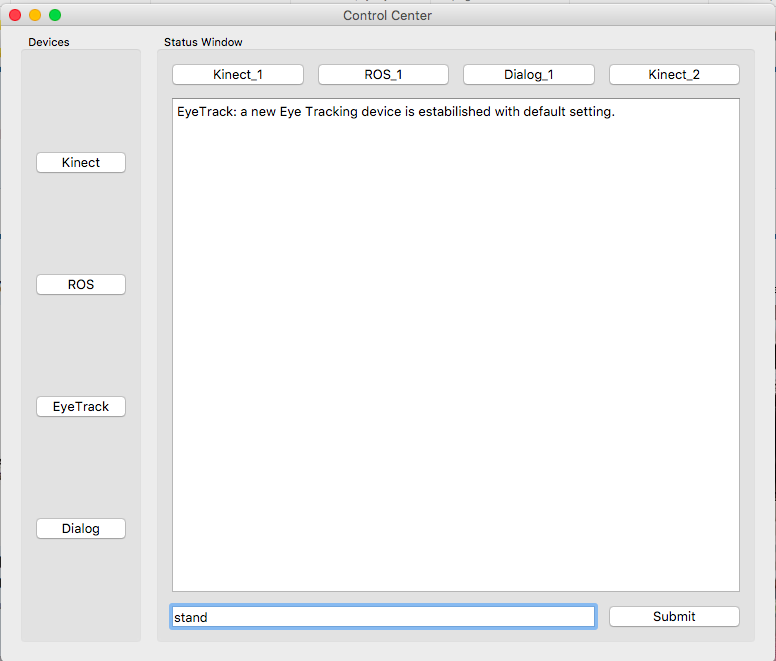 Control Center
Devices
Status Window
Kinect_1
ROS_1
Dialog_1
Kinect_2
EyeTrack: a new Eye Tracking device is estabilished with default setting.
Kinect
ROS
EyeTrack
Dialog
stand
Submit